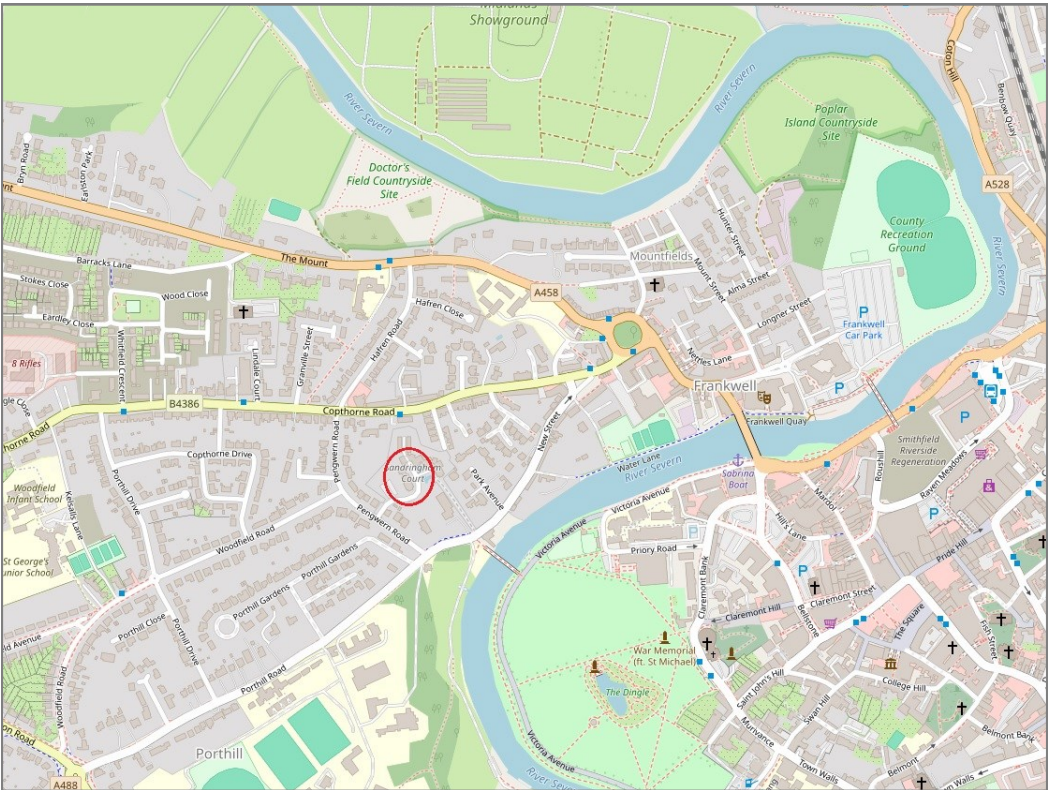 Midlands
Showground
River Severn
River Severn
Coton Hill
Benbow Quay
Poplar
Island Countryside
Site
Bryn Road
Easiston Park
Doctor's
Field Countryside
Site
A528
County
Recreation
Ground
River Severn
Hunter Street
Mountfields
Mount Street
Alma Street
Barracks Lane
The Mount
Stokes Close
Wood Close
A458
Longner Street
P
Frankwell
Car Park
Eardley Close
Hafren Close
Hafren Road
Granville Street
Lindale Court
Whitfield Crescent
8 Rifles
Nettles Lane
Frankwell
P
P
B4386
Copthorne Road
New Street
Frankwell Quay
Smithfield
Riverside
Regeneration
Copthorne Drive
Pengwern Road
Sandringham
Court
Park Avenue
Water Lane
River Severn
Sabrina
Boat
Roushill
Raven Meadows
P
Woodfield
Infant School
Kelsalls Lane
Porthill Drive
Victoria Avenue
Mardol
Pride Hill
Woodfield Road
Pengwern Road
P
Hill's Lane
Victoria Avenue
Priory Road
Claremont Bank
St George's
Junior School
Porthill Gardens
Porthill Gardens
P
Claremont Street
Claremont Hill
Bellstone
The Square
Fish Street
Porthill Close
Porthill Drive
War Memorial
(ft. St Michael)
Woodfield Road
Porthill Road
The Dingle
Saint John's Hill
Swan Hill
College Hill
Murivance
Belmont Bank
Porthill
Victoria Avenue
Town Walls
Belmont
River Severn
A488